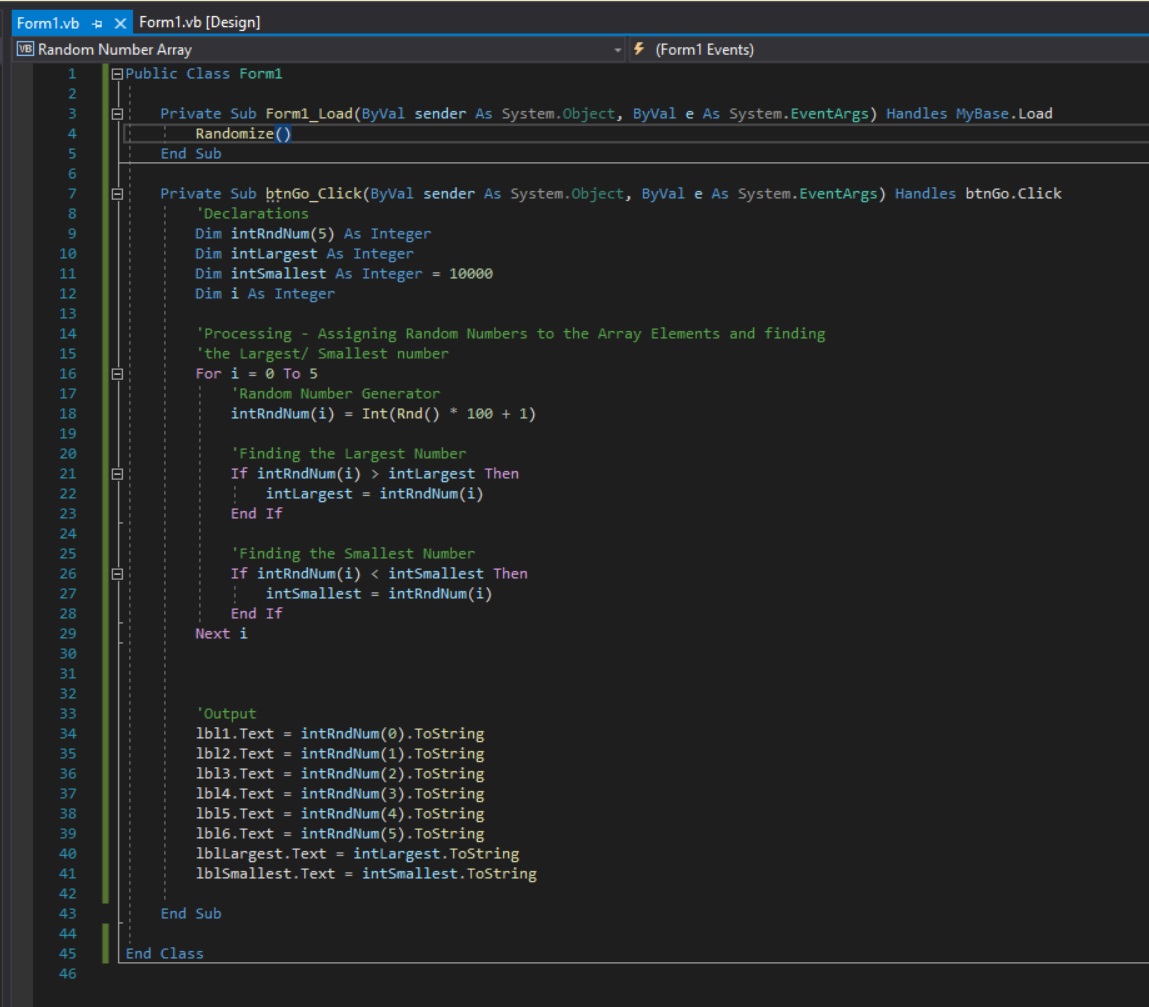 Form1.vb Form1.vb [Design]
VB Random Number Array (Form1 Events)
1 Public Class Form1
2
3 Private Sub Form1_Load(ByVal sender As System.Object, ByVal e As System.EventArgs) Handles MyBase.Load
4 Randomize()
5 End Sub
6
7 Private Sub btnGo_Click(ByVal sender As System.Object, ByVal e As System.EventArgs) Handles btnGo.Click
8 'Declarations
9 Dim intRndNum(5) As Integer
10 Dim intLargest As Integer
11 Dim intSmallest As Integer = 10000
12 Dim i As Integer
13
14 'Processing - Assigning Random Numbers to the Array Elements and finding
15 'the Largest/ Smallest number
16 For i = 0 To 5
17 'Random Number Generator
18 intRndNum(i) = Int(Rnd() * 100 + 1)
19
20 'Finding the Largest Number
21 If intRndNum(i) > intLargest Then
22 intLargest = intRndNum(i)
23 End If
24
25 'Finding the Smallest Number
26 If intRndNum(i) < intSmallest Then
27 intSmallest = intRndNum(i)
28 End If
29 Next i
30
31
32
33 'Output
34 lbl1.Text = intRndNum(0).ToString
35 lbl2.Text = intRndNum(1).ToString
36 lbl3.Text = intRndNum(2).ToString
37 lbl4.Text = intRndNum(3).ToString
38 lbl5.Text = intRndNum(4).ToString
39 lbl6.Text = intRndNum(5).ToString
40 lblLargest.Text = intLargest.ToString
41 lblSmallest.Text = intSmallest.ToString
42
43 End Sub
44
45 End Class
46